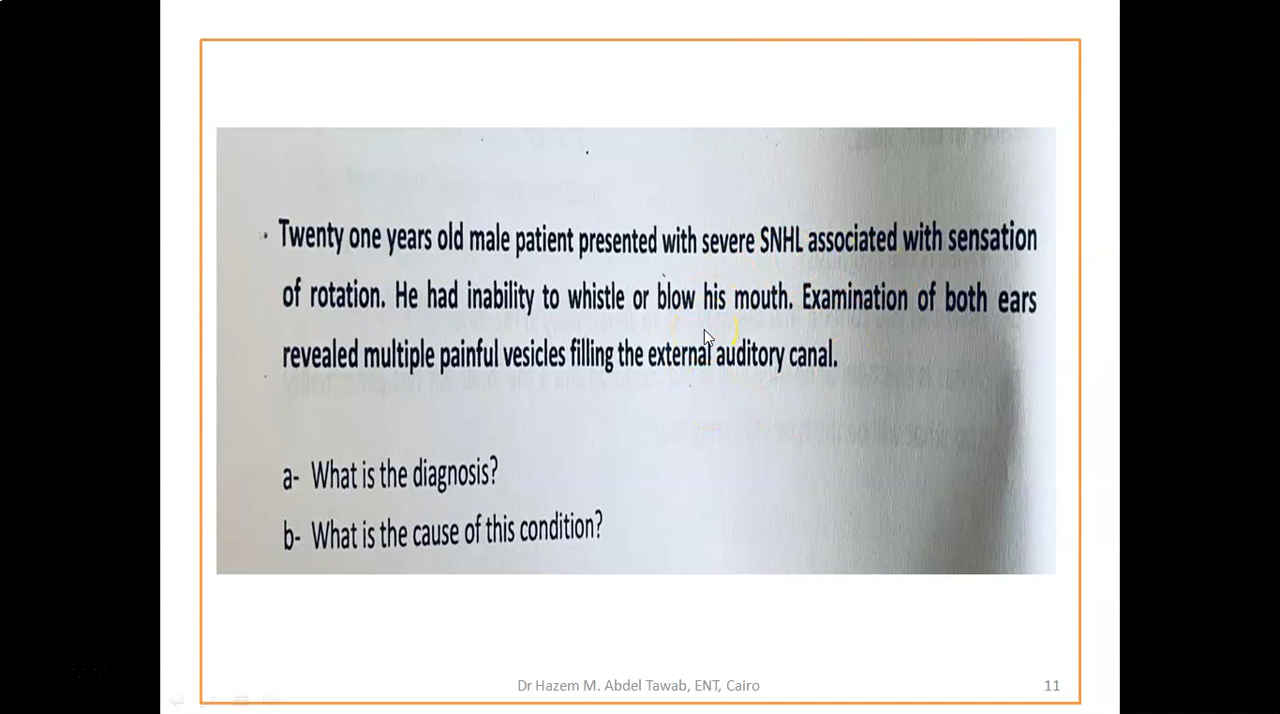 Twenty one years old male patient presented with severe SNHL associated with sensation
of rotation. He had inability to whistle or blow his mouth. Examination of both ears
revealed multiple painful vesicles filling the external auditory canal.
a- What is the diagnosis?
b- What is the cause of this condition?
Dr Hazem M. Abdel Tawab, ENT, Cairo
11